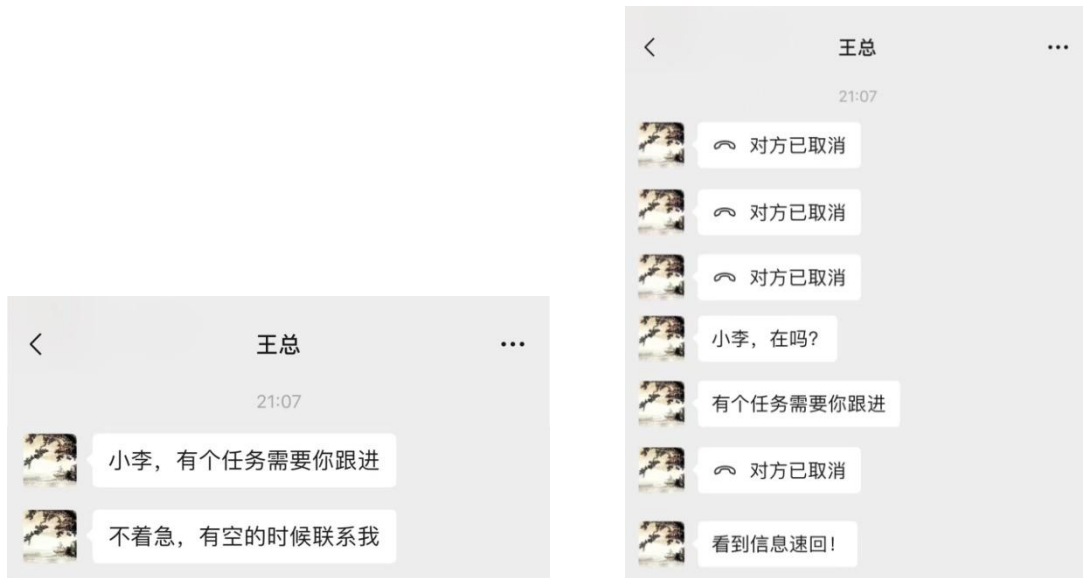 王总
21:07
小李，有个任务需要你跟进
不着急，有空的时候联系我
王总
21:07
对方已取消
对方已取消
对方已取消
小李，在吗?
有个任务需要你跟进
对方已取消
看到信息速回!